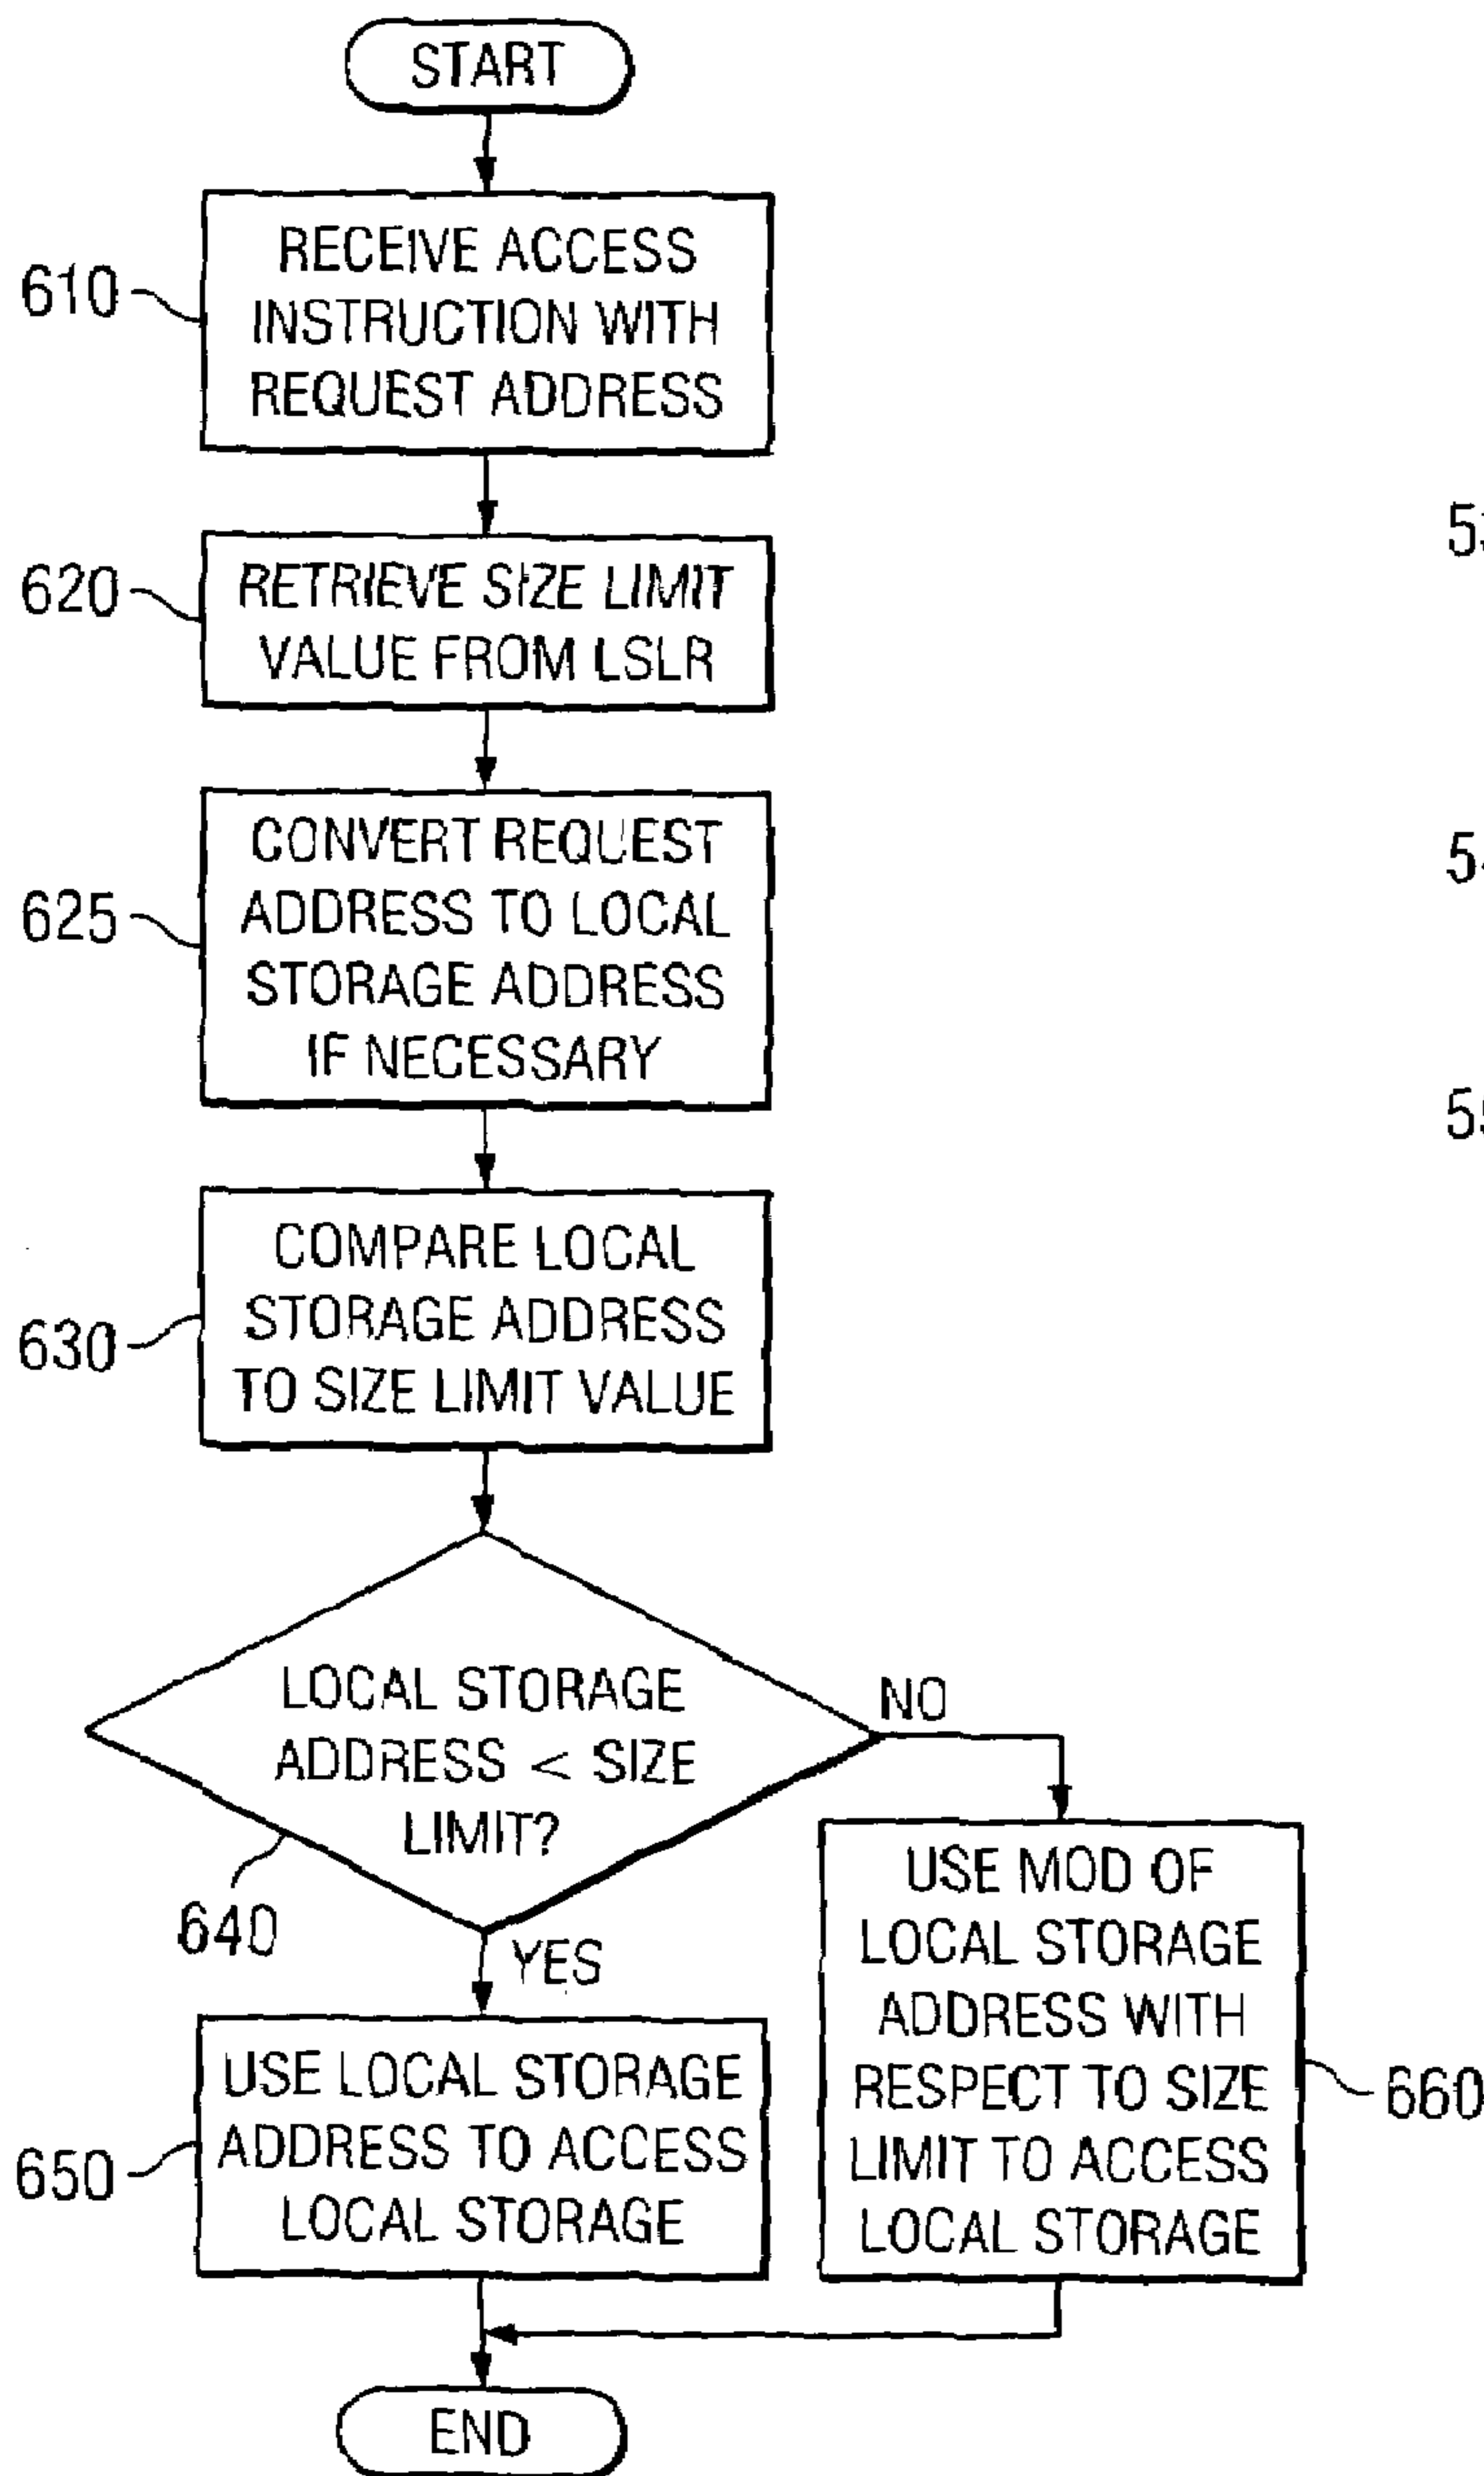 START
610
RECEIVE ACCESS
INSTRUCTION WITH
REQUEST ADDRESS
620
RETRIEVE SIZE LIMIT
VALUE FROM LSLR
625
CONVERT REQUEST
ADDRESS TO LOCAL
STORAGE ADDRESS
IF NECESSARY
630
COMPARE LOCAL
STORAGE ADDRESS
TO SIZE LIMIT VALUE
LOCAL STORAGE
ADDRESS < SIZE
LIMIT?
640
NO
YES
650
USE LOCAL STORAGE
ADDRESS TO ACCESS
LOCAL STORAGE
USE MOD OF
LOCAL STORAGE
ADDRESS WITH
RESPECT TO SIZE
LIMIT TO ACCESS
LOCAL STORAGE
660
END